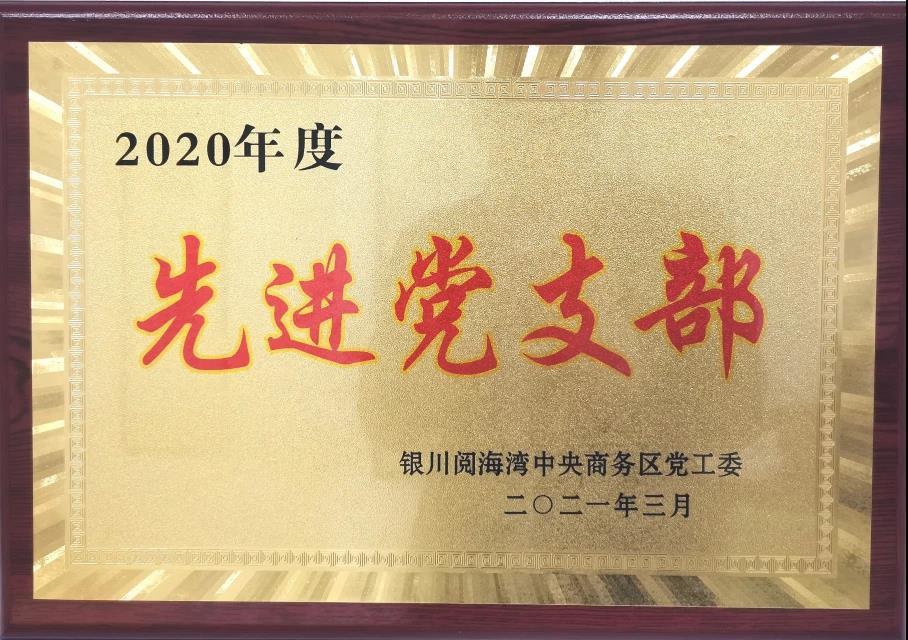 2020年度
先进党支部
银川阅海湾中央商务区党工委
二〇二一年三月